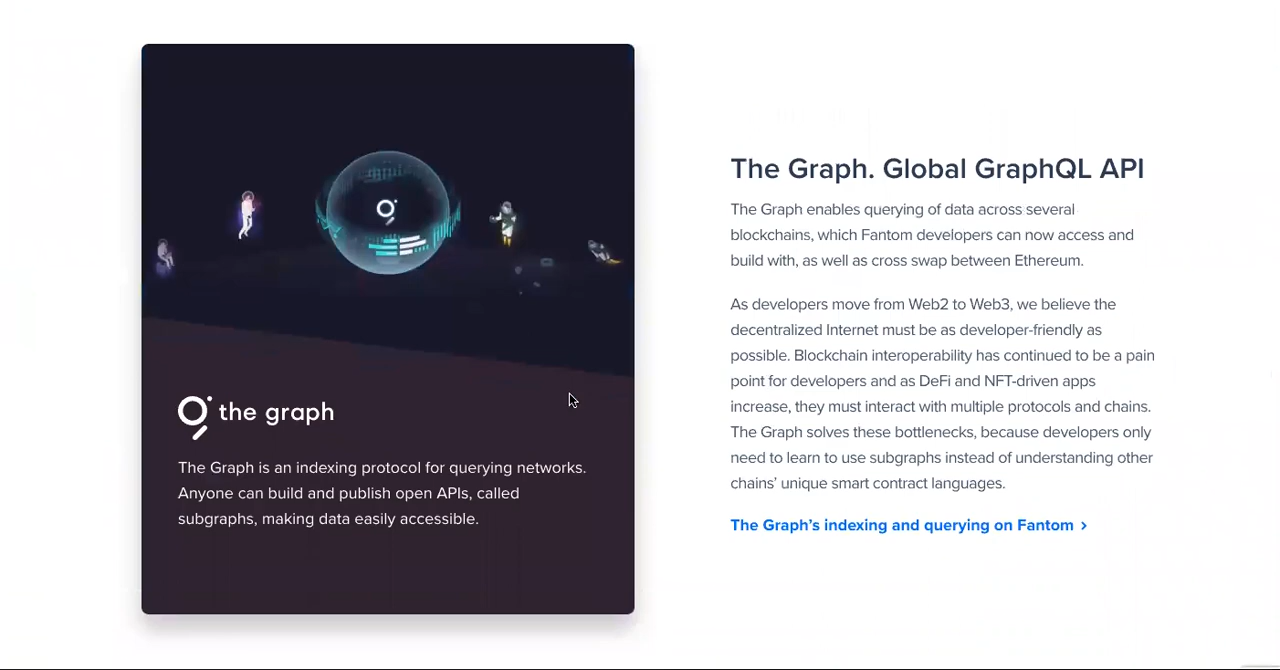 the graph
The Graph is an indexing protocol for querying networks.
Anyone can build and publish open APIs, called
subgraphs, making data easily accessible.
The Graph. Global GraphQL API
The Graph enables querying of data across several
blockchains, which Fantom developers can now access and
build with, as well as cross swap between Ethereum.
As developers move from Web2 to Web3, we believe the
decentralized Internet must be as developer-friendly as
possible. Blockchain interoperability has continued to be a pain
point for developers and as DeFi and NFT-driven apps
increase, they must interact with multiple protocols and chains.
The Graph solves these bottlenecks, because developers only
need to learn to use subgraphs instead of understanding other
chains’ unique smart contract languages.
The Graph’s indexing and querying on Fantom >